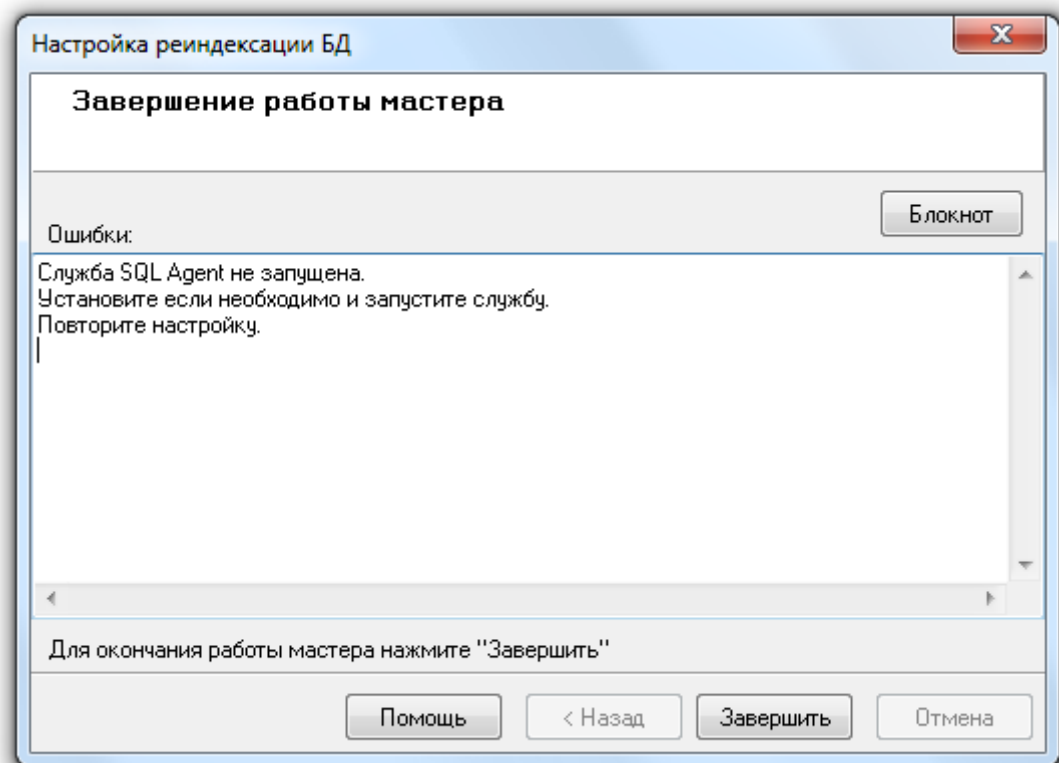 Настройка реиндексации БД
Завершение работы мастера
Блокнот
Ошибки:
Служба SQL Agent не запущена.
Установите если необходимо и запустите службу.
Повторите настройку.
Для окончания работы мастера нажмите "Завершить"
Помощь
< Назад
Завершить
Отмена